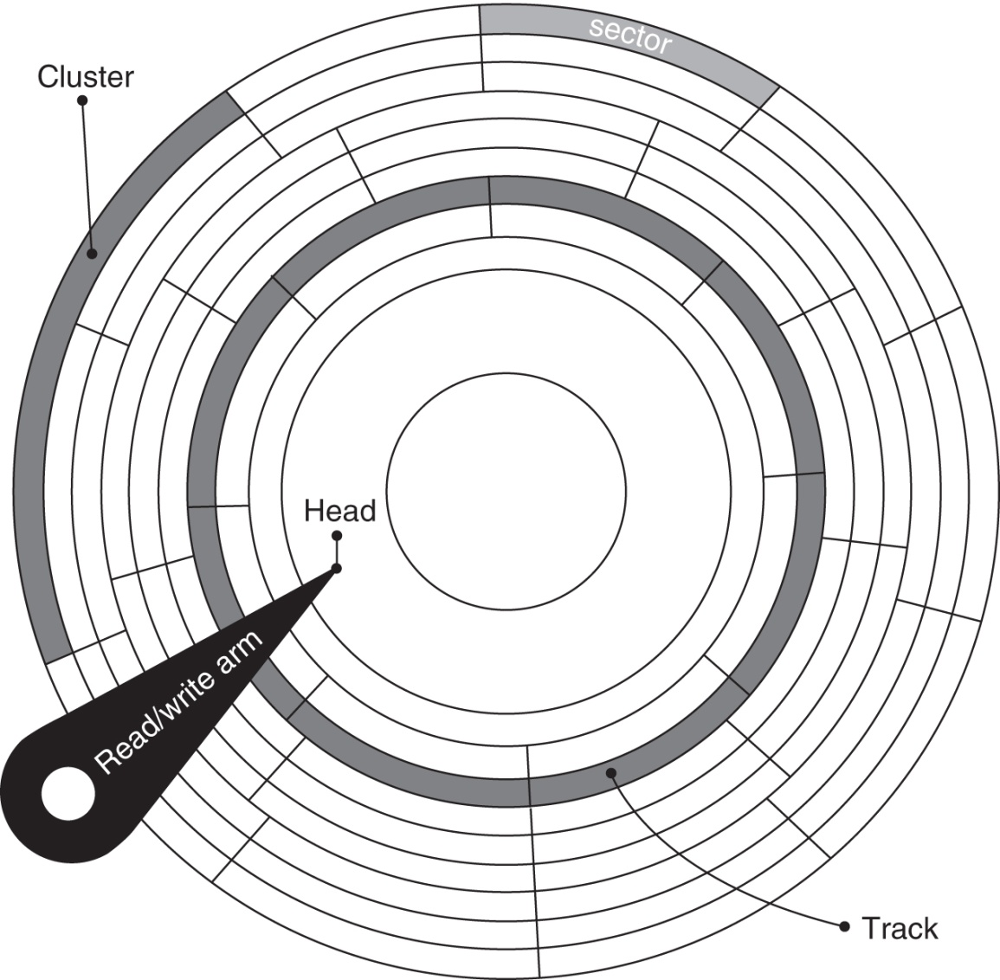 sector
Cluster
Head
Read/write arm
Track